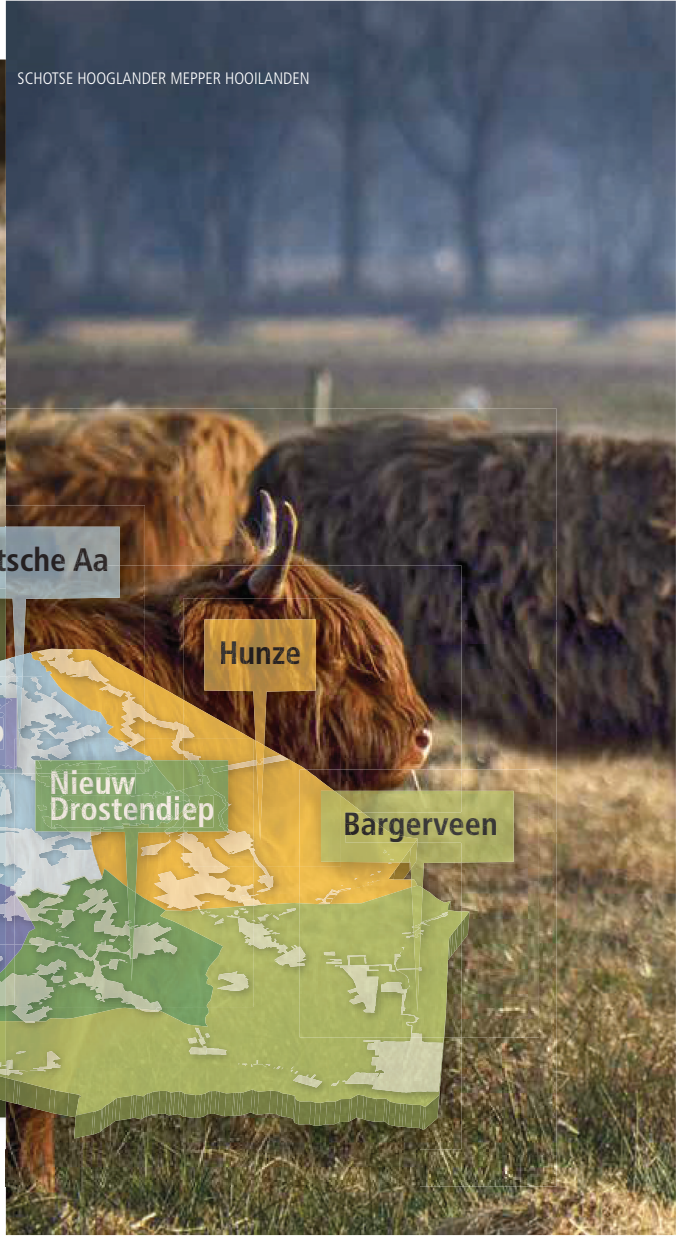 SCHOTSE HOOGLANDER MEPPER HOOILANDEN
tsche Aa
Hunze
Nieuw
Drostendiep
Bargerveen